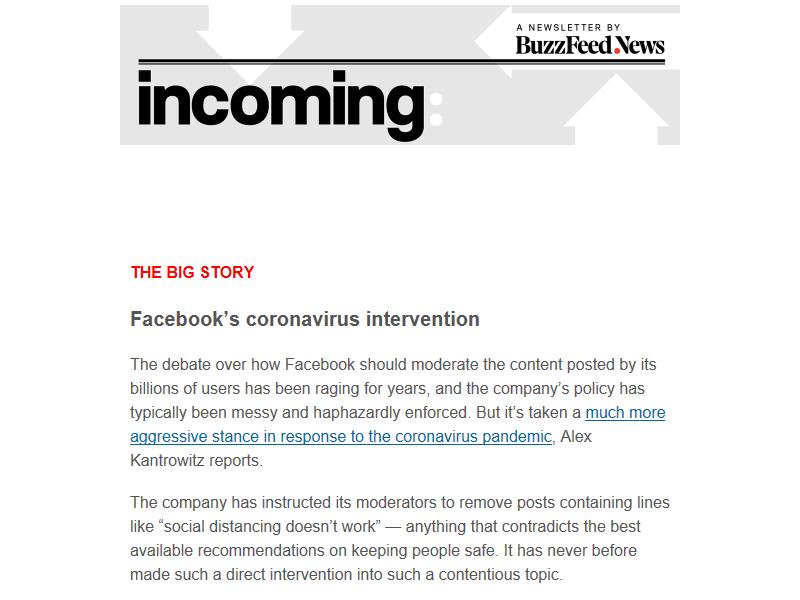 A NEWSLETTER BY
BuzzFeed.News
incoming:
THE BIG STORY
Facebook’s coronavirus intervention
The debate over how Facebook should moderate the content posted by its
billions of users has been raging for years, and the company’s policy has
typically been messy and haphazardly enforced. But it’s taken a much more
aggressive stance in response to the coronavirus pandemic, Alex
Kantrowitz reports.
The company has instructed its moderators to remove posts containing lines
like “social distancing doesn’t work” — anything that contradicts the best
available recommendations on keeping people safe. It has never before
made such a direct intervention into such a contentious topic.